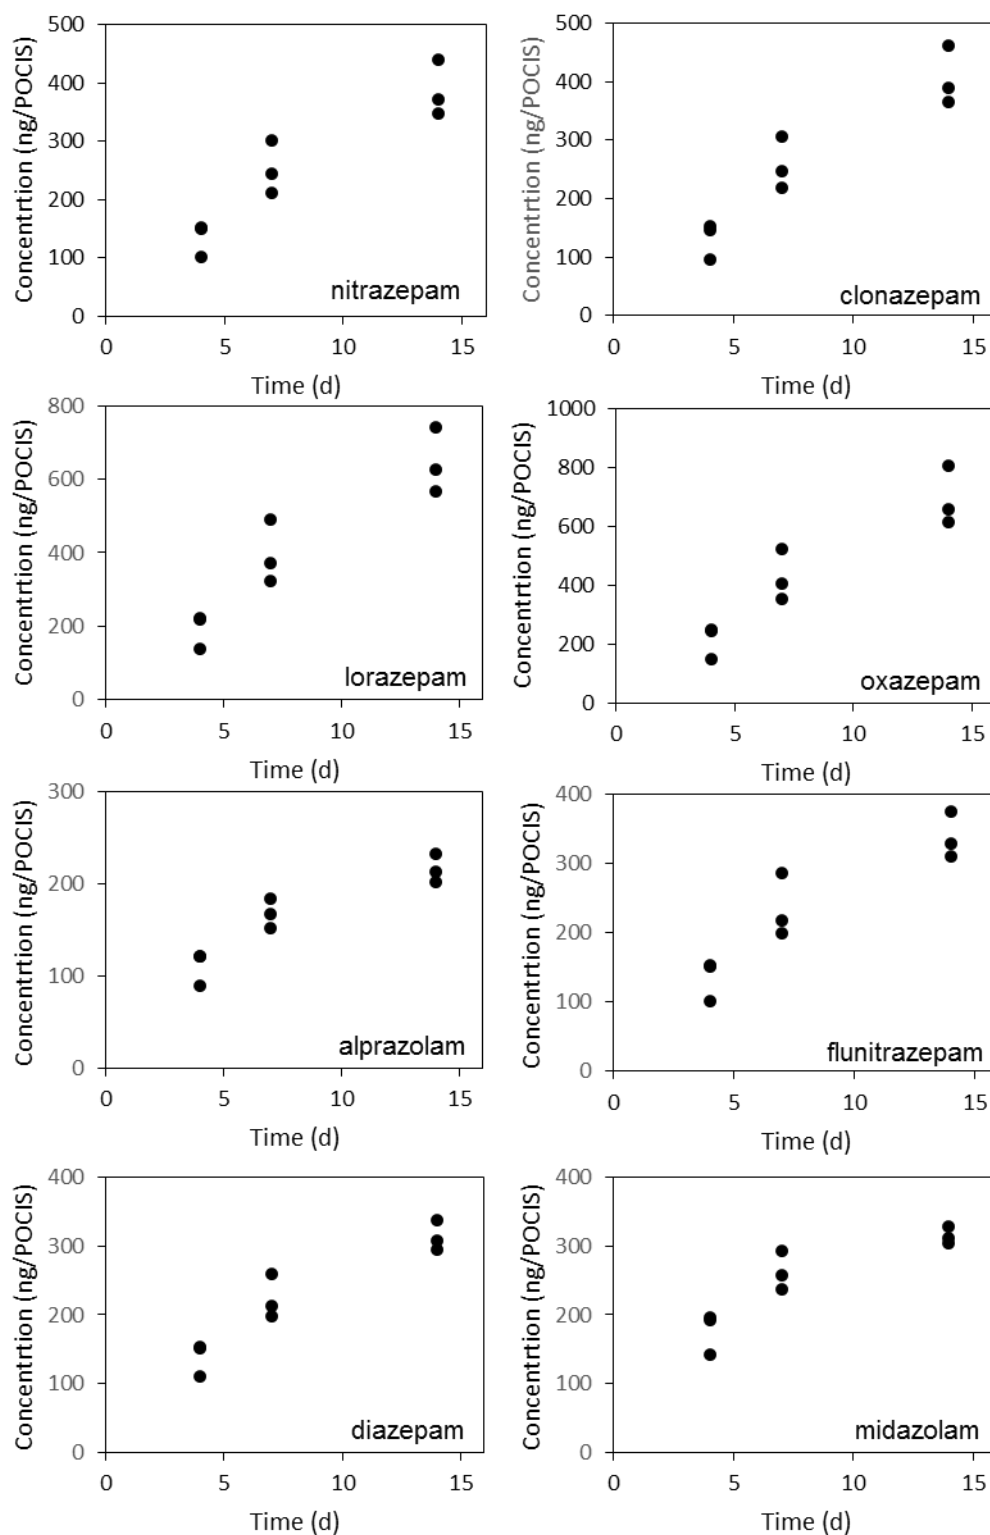 Concentrtion (ng/POCIS)
500
400
300
200
100
0
nitrazepam
0 5 10 15
Time (d)
Concentrtion (ng/POCIS)
500
400
300
200
100
0
clonazepam
0 5 10 15
Time (d)
Concentrtion (ng/POCIS)
800
600
400
200
0
lorazepam
0 5 10 15
Time (d)
Concentrtion (ng/POCIS)
1000
800
600
400
200
0
oxazepam
0 5 10 15
Time (d)
Concentrtion (ng/POCIS)
300
200
100
0
alprazolam
0 5 10 15
Time (d)
Concentrtion (ng/POCIS)
400
300
200
100
0
flunitrazepam
0 5 10 15
Time (d)
Concentrtion (ng/POCIS)
400
300
200
100
0
diazepam
0 5 10 15
Time (d)
Concentrtion (ng/POCIS)
400
300
200
100
0
midazolam
0 5 10 15
Time (d)